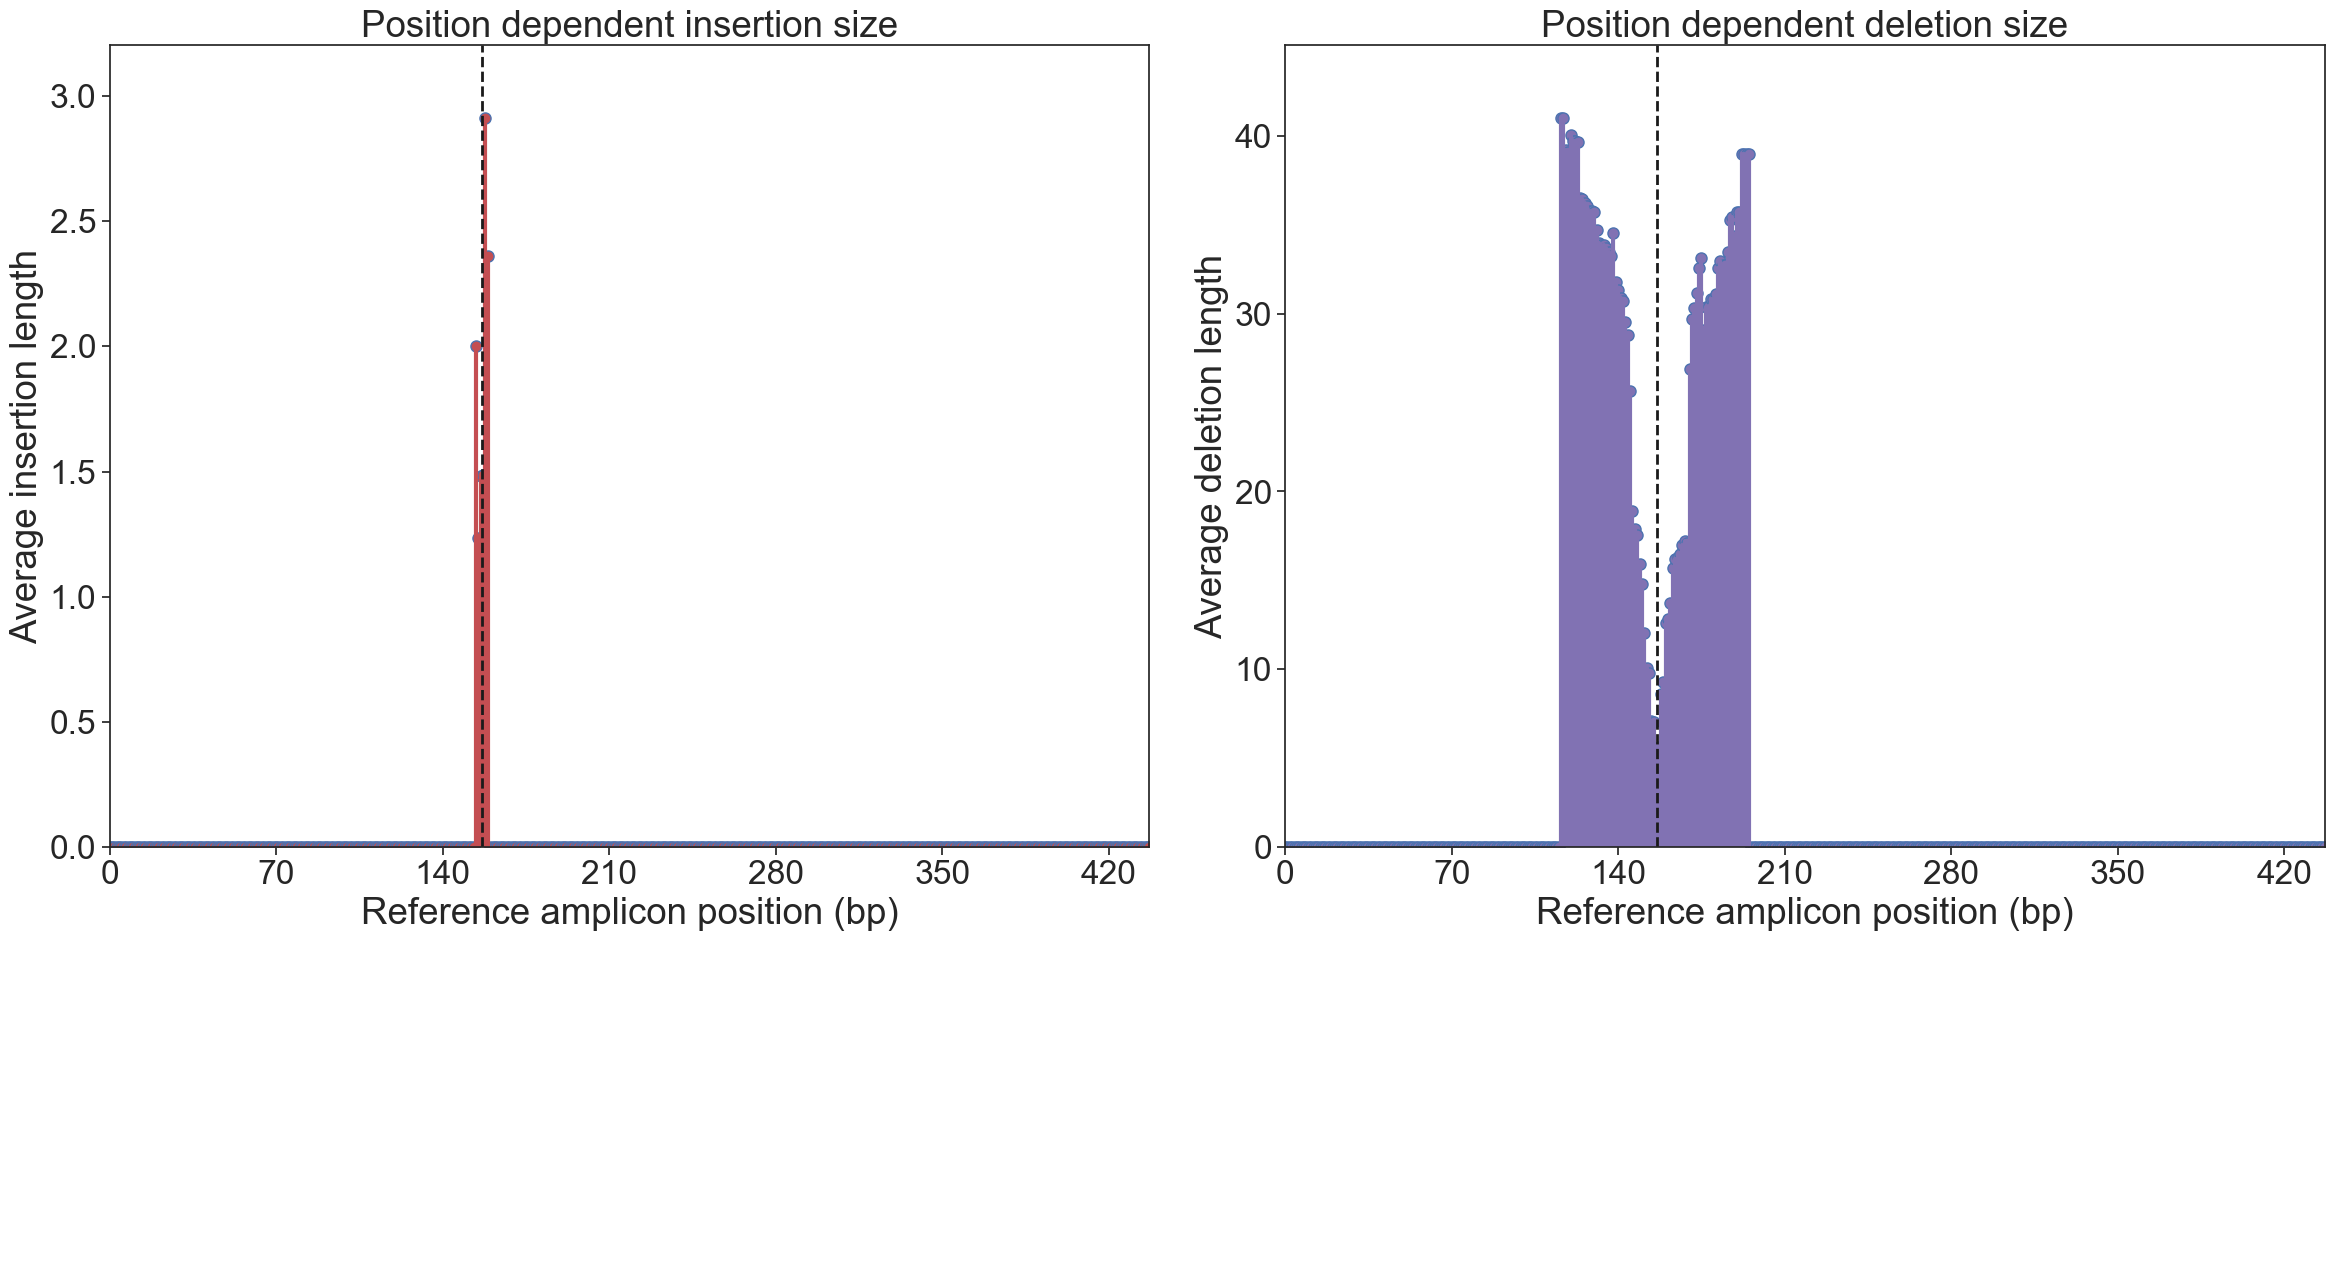 Position dependent insertion size
Average insertion length
3.0
2.5
2.0
1.5
1.0
0.5
0.0
0 70 140 210 280 350 420
Reference amplicon position (bp)
Position dependent deletion size
Average deletion length
40
30
20
10
0
0 70 140 210 280 350 420
Reference amplicon position (bp)